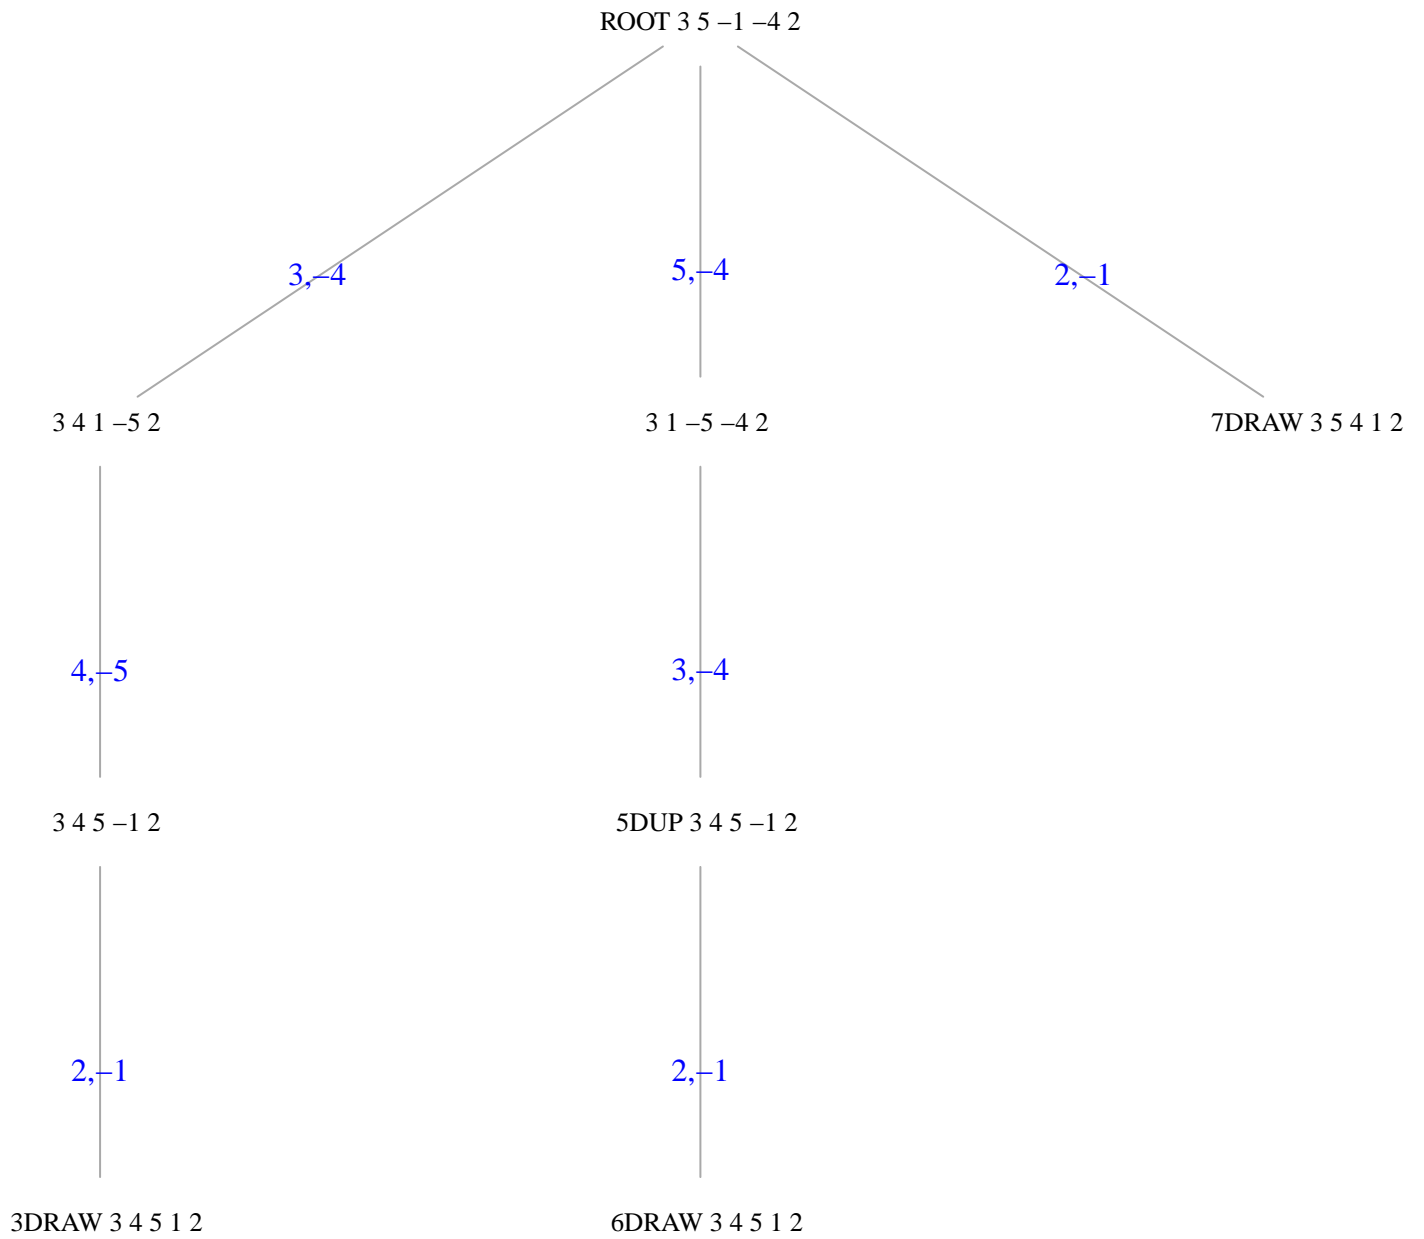 ROOT 3 5 –1 –4 2
3,–4
5,–4
2,–1
3 4 1 –5 2
3 1 –5 –4 2
7DRAW 3 5 4 1 2
4,–5
3,–4
3 4 5 –1 2
5DUP 3 4 5 –1 2
2,–1
2,–1
3DRAW 3 4 5 1 2
6DRAW 3 4 5 1 2